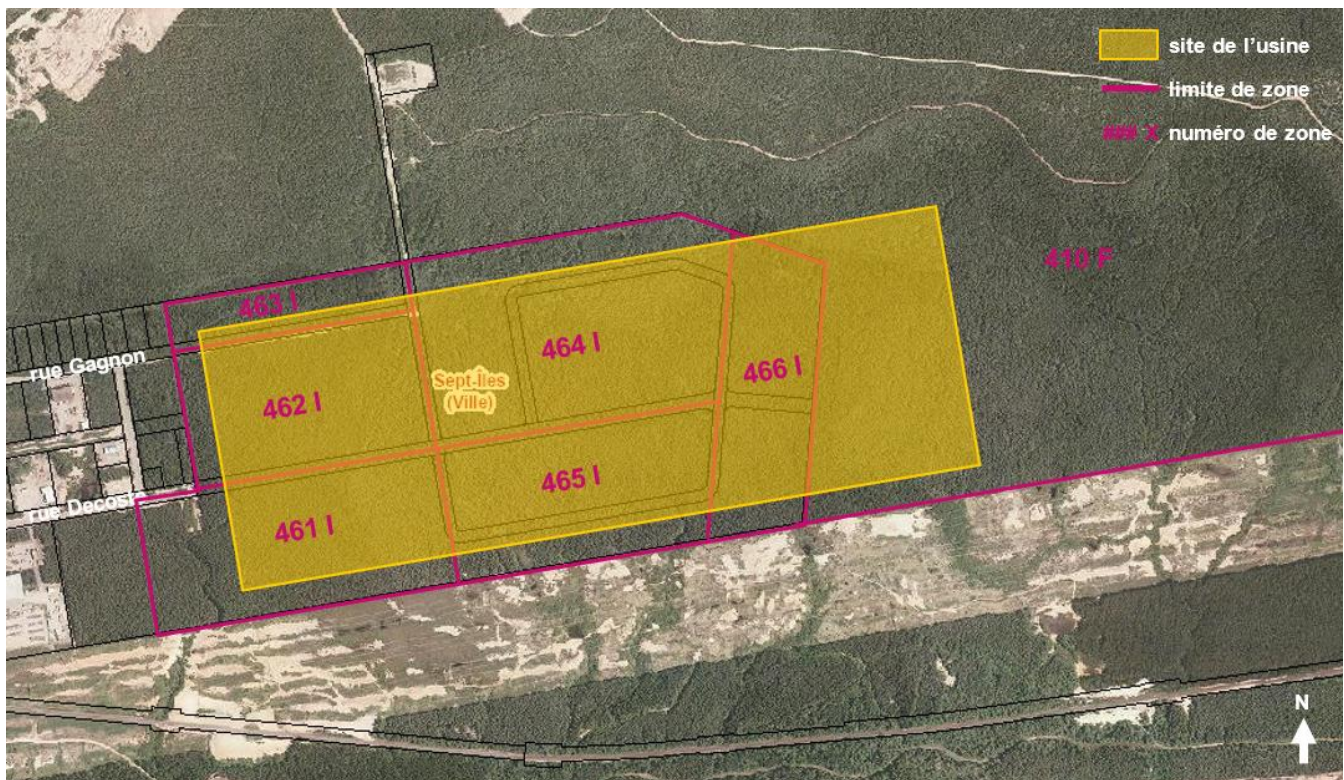 site de l'usine
limite de zone
### X numéro de zone
410 F
463 I
rue Gagnon
464 I
466 I
Sept-Îles
(Ville)
462 I
465 I
rue Decoste
461 I
N